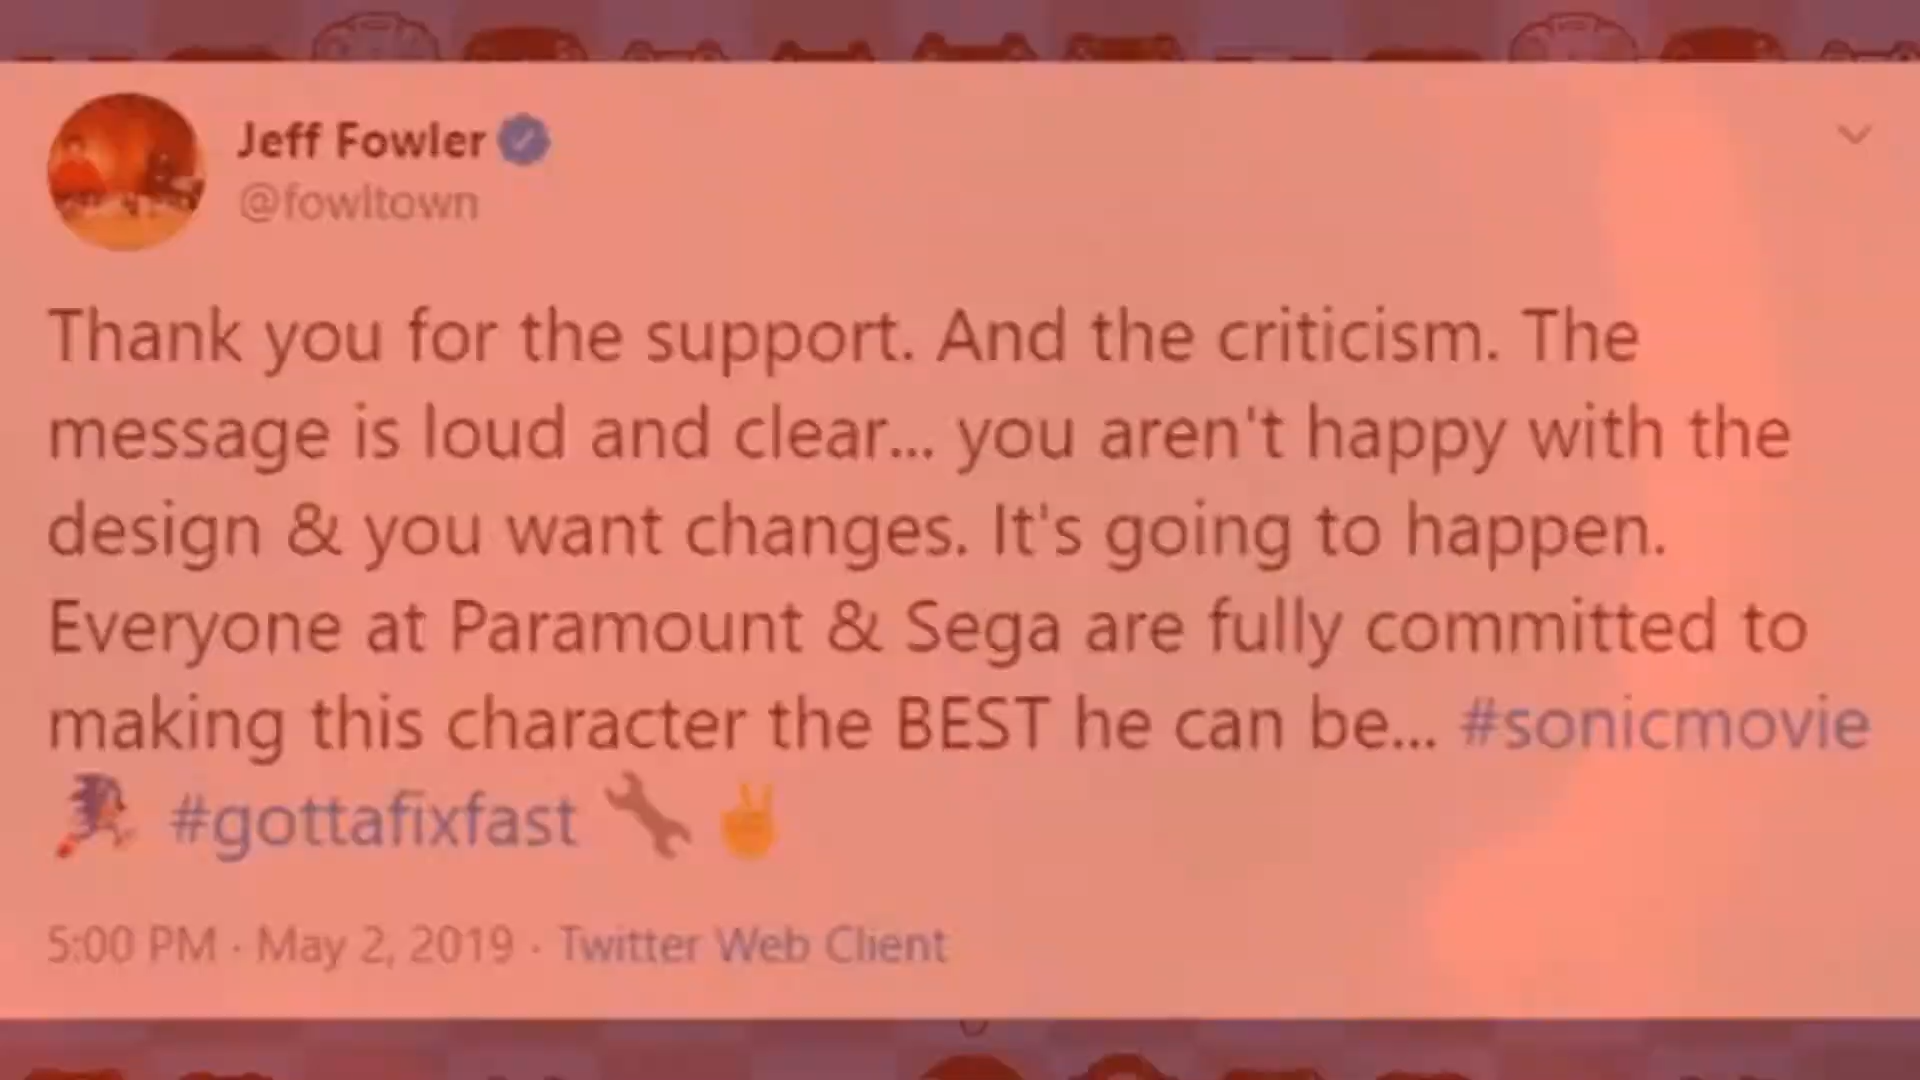 Jeff Fowler
@fowltown
Thank you for the support. And the criticism. The
message is loud and clear... you aren't happy with the
design & you want changes. It's going to happen.
Everyone at Paramount & Sega are fully committed to
making this character the BEST he can be... #sonicmovie
#gottafixfast 🔧 ✌
5:00 PM · May 2, 2019 · Twitter Web Client